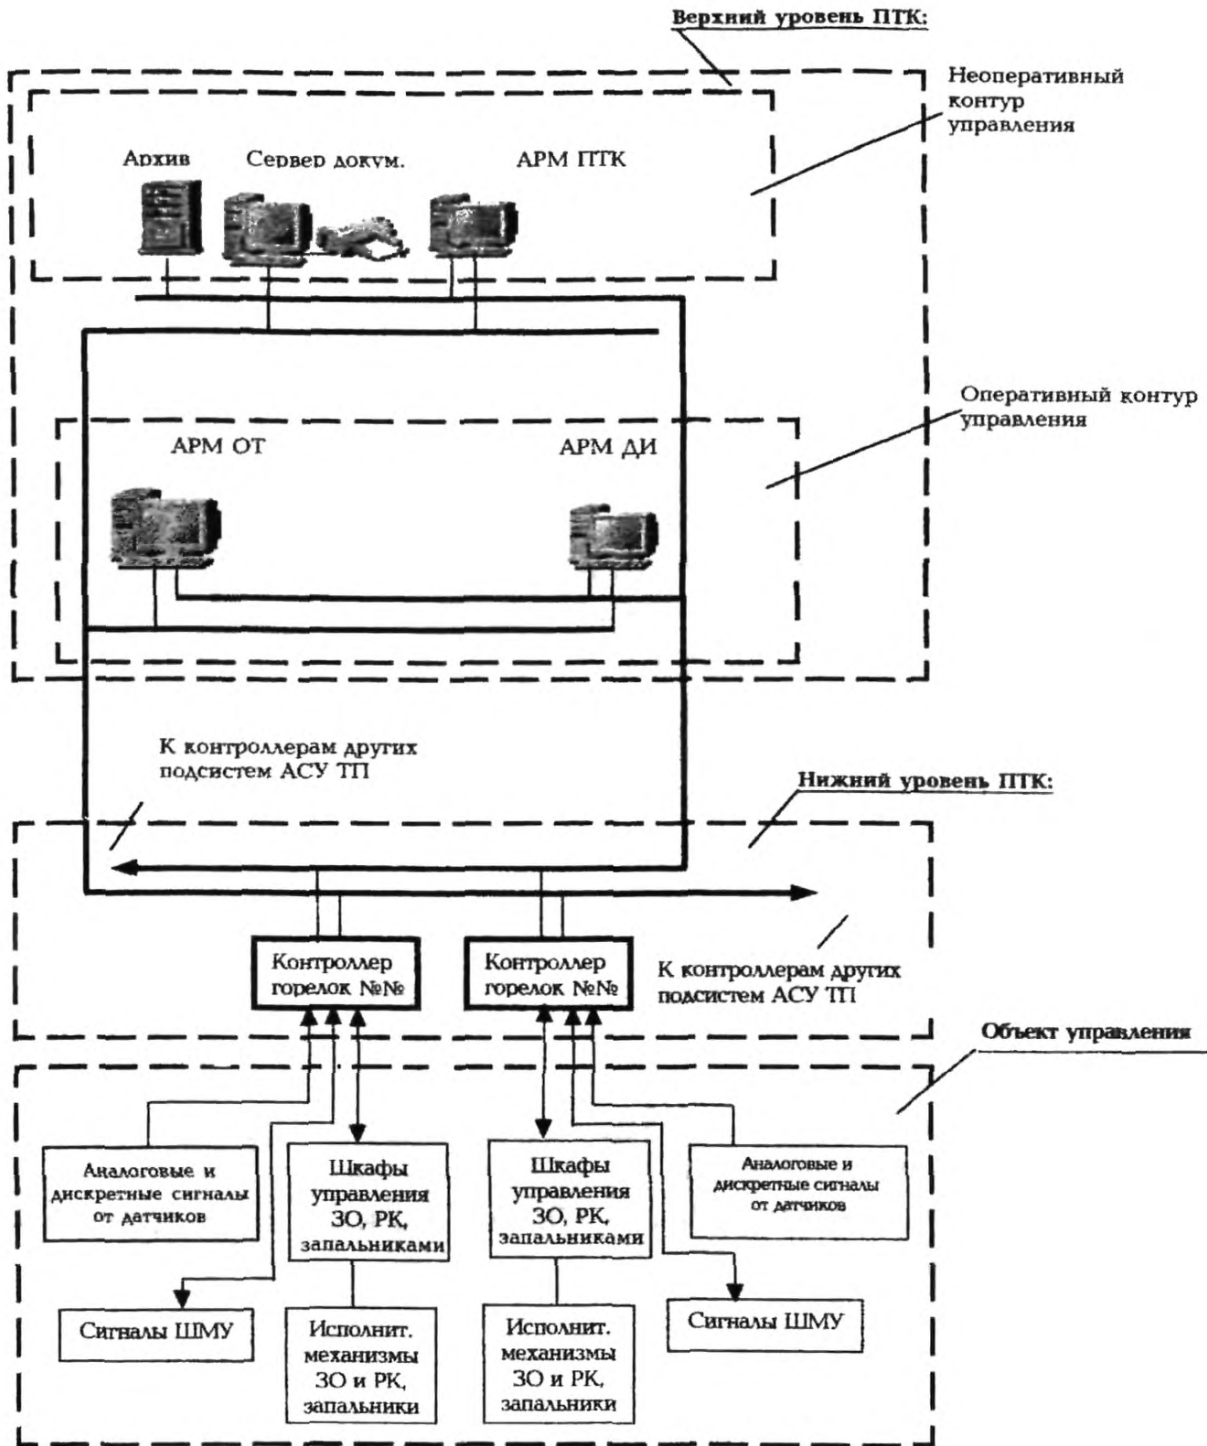 Верхний уровень ПТК:
Неоперативный
контур
управления
Архив
Сервер докум.
АРМ ПТК
Оперативный контур
управления
АРМ ОТ
АРМ ДИ
К контроллерам других
подсистем АСУ ТП
Нижний уровень ПТК:
Контроллер
горелок №№
Контроллер
горелок №№
К контроллерам других
подсистем АСУ ТП
Объект управления
Аналоговые и
дискретные сигналы
от датчиков
Шкафы
управления
ЗО, РК,
запальниками
Шкафы
управления
ЗО, РК,
запальниками
Аналоговые и
дискретные сигналы
от датчиков
Сигналы ШМУ
Исполнит.
механизмы
ЗО и РК,
запальники
Исполнит.
механизмы
ЗО и РК,
запальники
Сигналы ШМУ